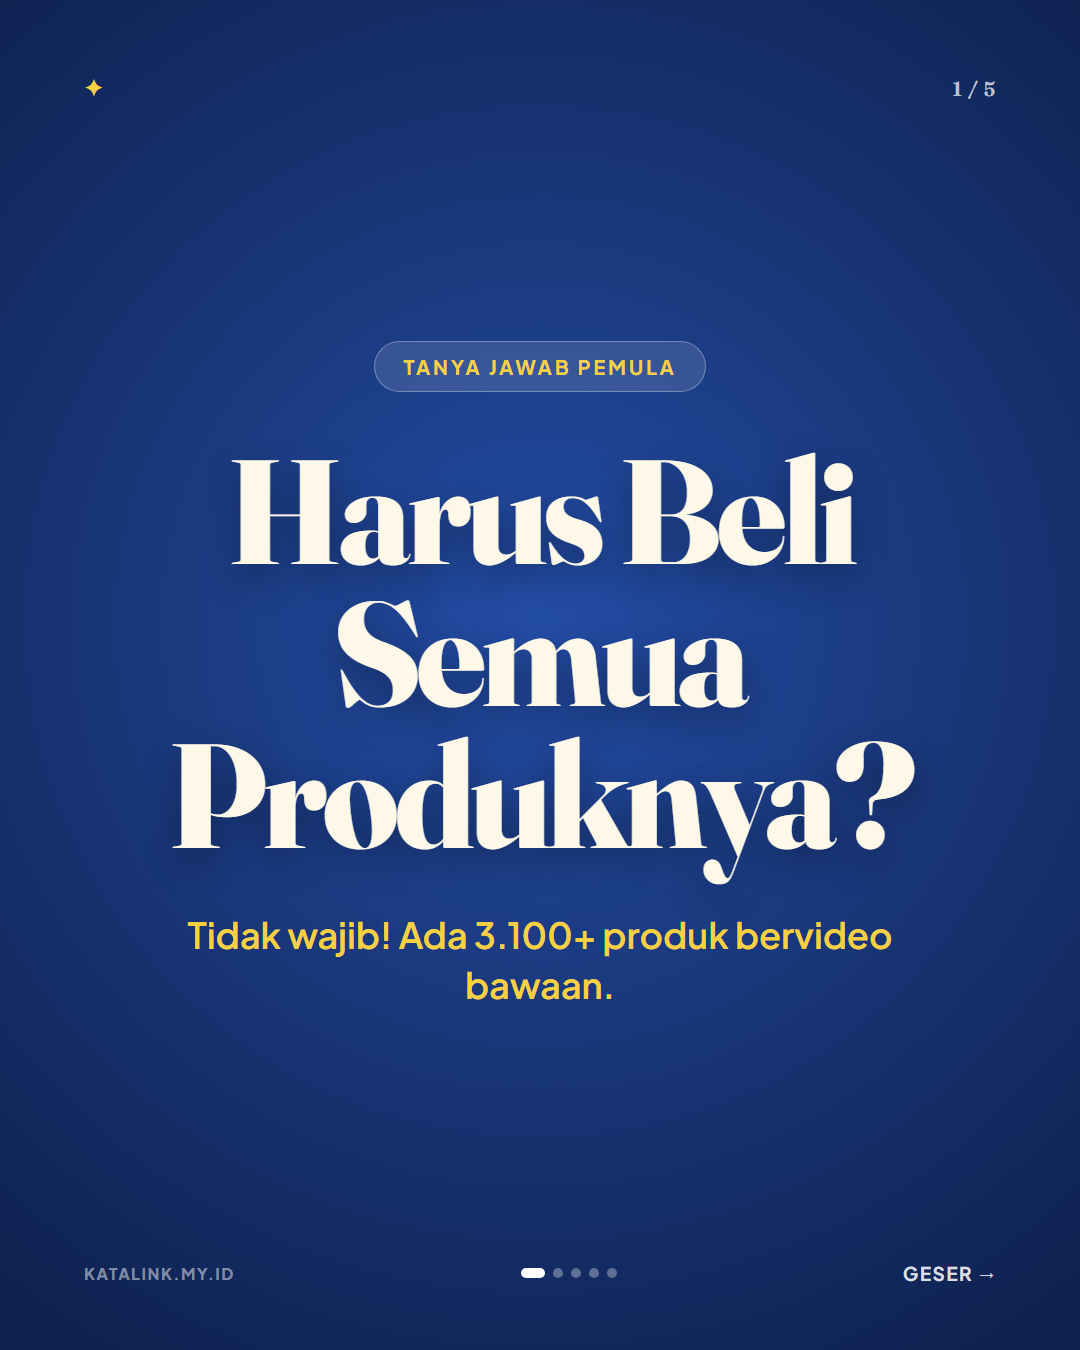 ✦
1 / 5
TANYA JAWAB PEMULA
Harus Beli
Semua
Produknya?
Tidak wajib! Ada 3.100+ produk bervideo
bawaan.
KATALINK.MY.ID
GESER →